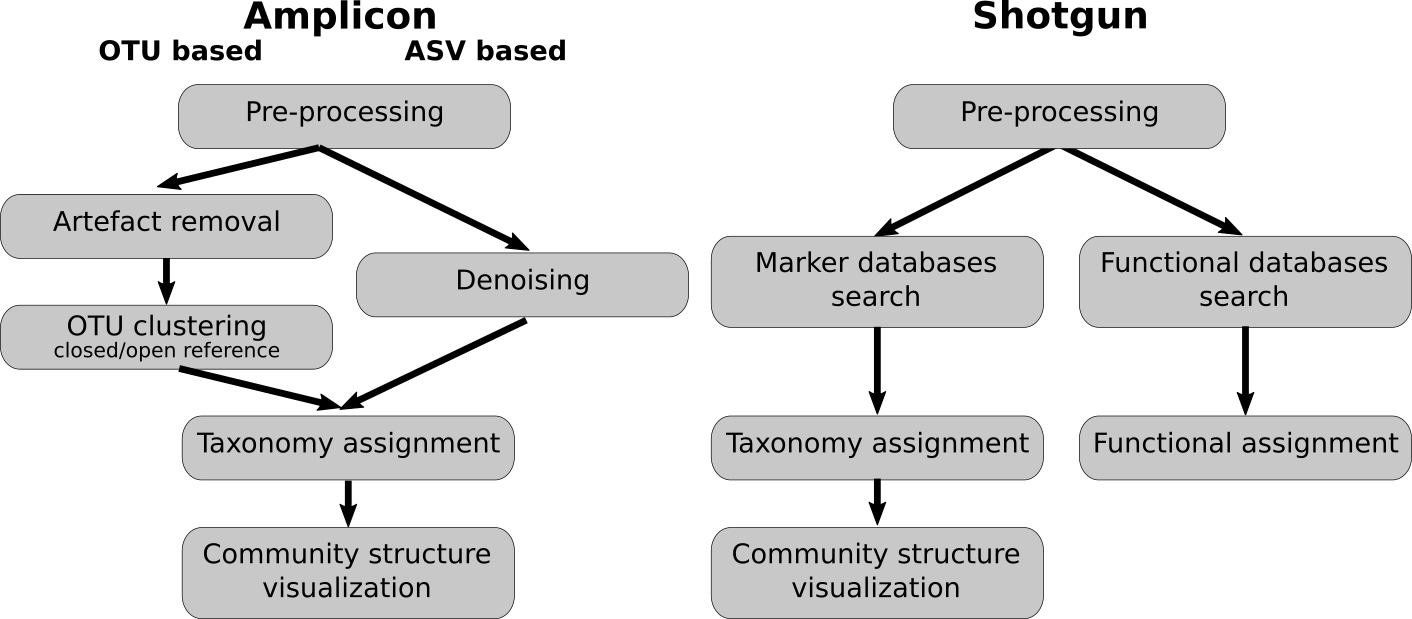 Amplicon
OTU based
ASV based
Pre-processing
Artefact removal
OTU clustering
closed/open reference
Denoising
Taxonomy assignment
Community structure
visualization
Shotgun
Pre-processing
Marker databases
search
Taxonomy assignment
Community structure
visualization
Functional databases
search
Functional assignment